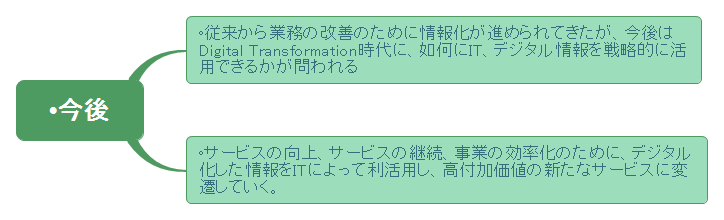 •今後
•従来から業務の改善のために情報化が進められてきたが、今後は
Digital Transformation時代に、如何にIT、デジタル情報を戦略的に活
用できるかが問われる
•サービスの向上、サービスの継続、事業の効率化のために、デジタル
化した情報をITによって利活用し、高付加価値の新たなサービスに変
遷していく。